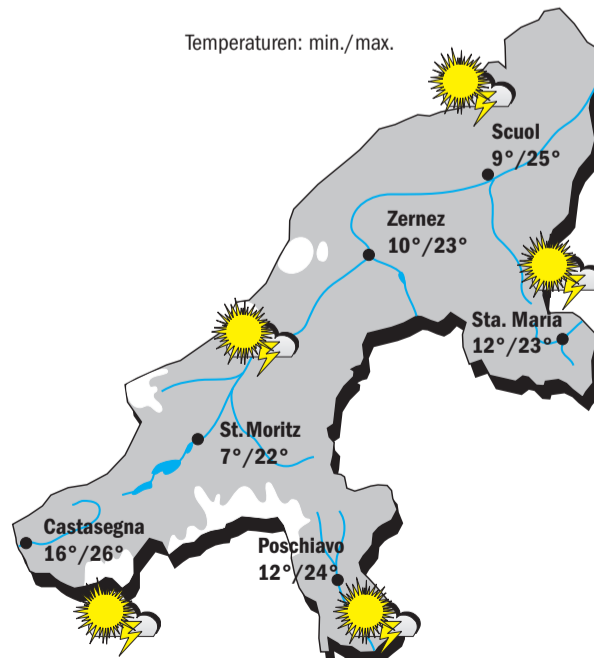 Temperaturen: min./max.
Scuol
9°/25°
Zernez
10°/23°
Sta. Maria
12°/23°
St. Moritz
7°/22°
Castasegna
16°/26°
Poschiavo
12°/24°